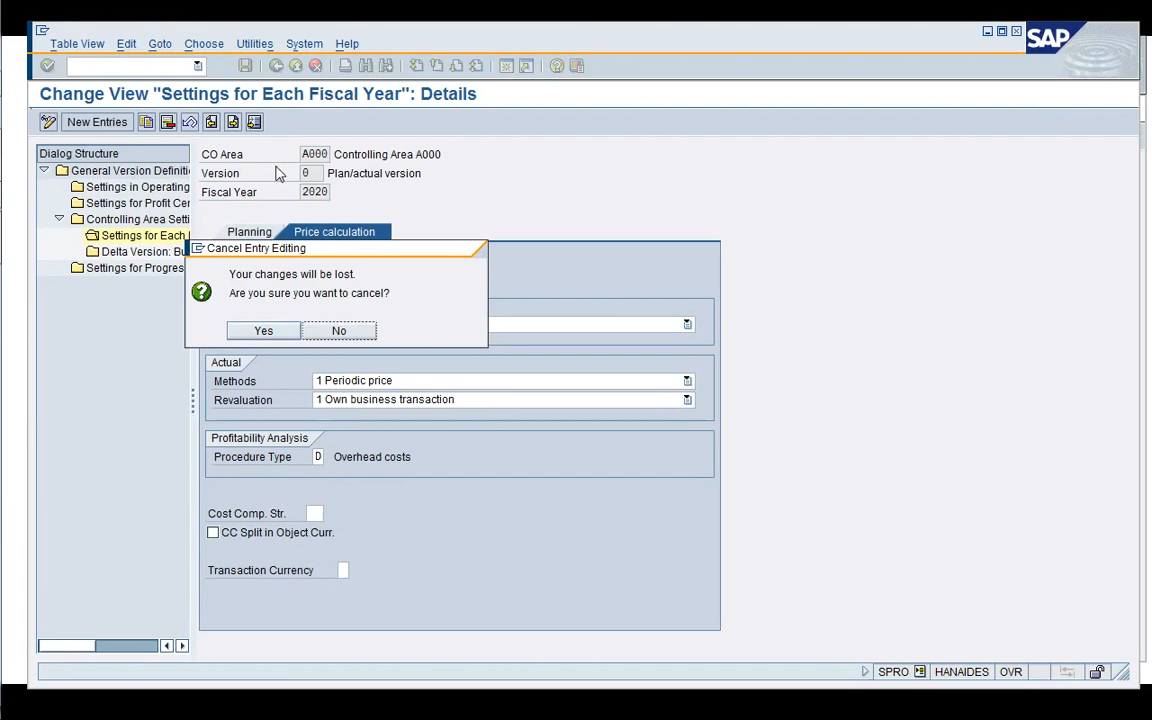 Table View Edit Goto Choose Utilities System Help
SAP
Change View "Settings for Each Fiscal Year": Details
New Entries
Dialog Structure
General Version Definiti
Settings in Operating
Settings for Profit Cer
Controlling Area Setti
Settings for Each
Delta Version: Bu
Settings for Progres
CO Area A000 Controlling Area A000
Version 0 Plan/actual version
Fiscal Year 2020
Planning Price calculation
Cancel Entry Editing
Your changes will be lost.
Are you sure you want to cancel?
Yes No
Actual
Methods 1 Periodic price
Revaluation 1 Own business transaction
Profitability Analysis
Procedure Type D Overhead costs
Cost Comp. Str.
CC Split in Object Curr.
Transaction Currency
SPRO HANAIDES OVR